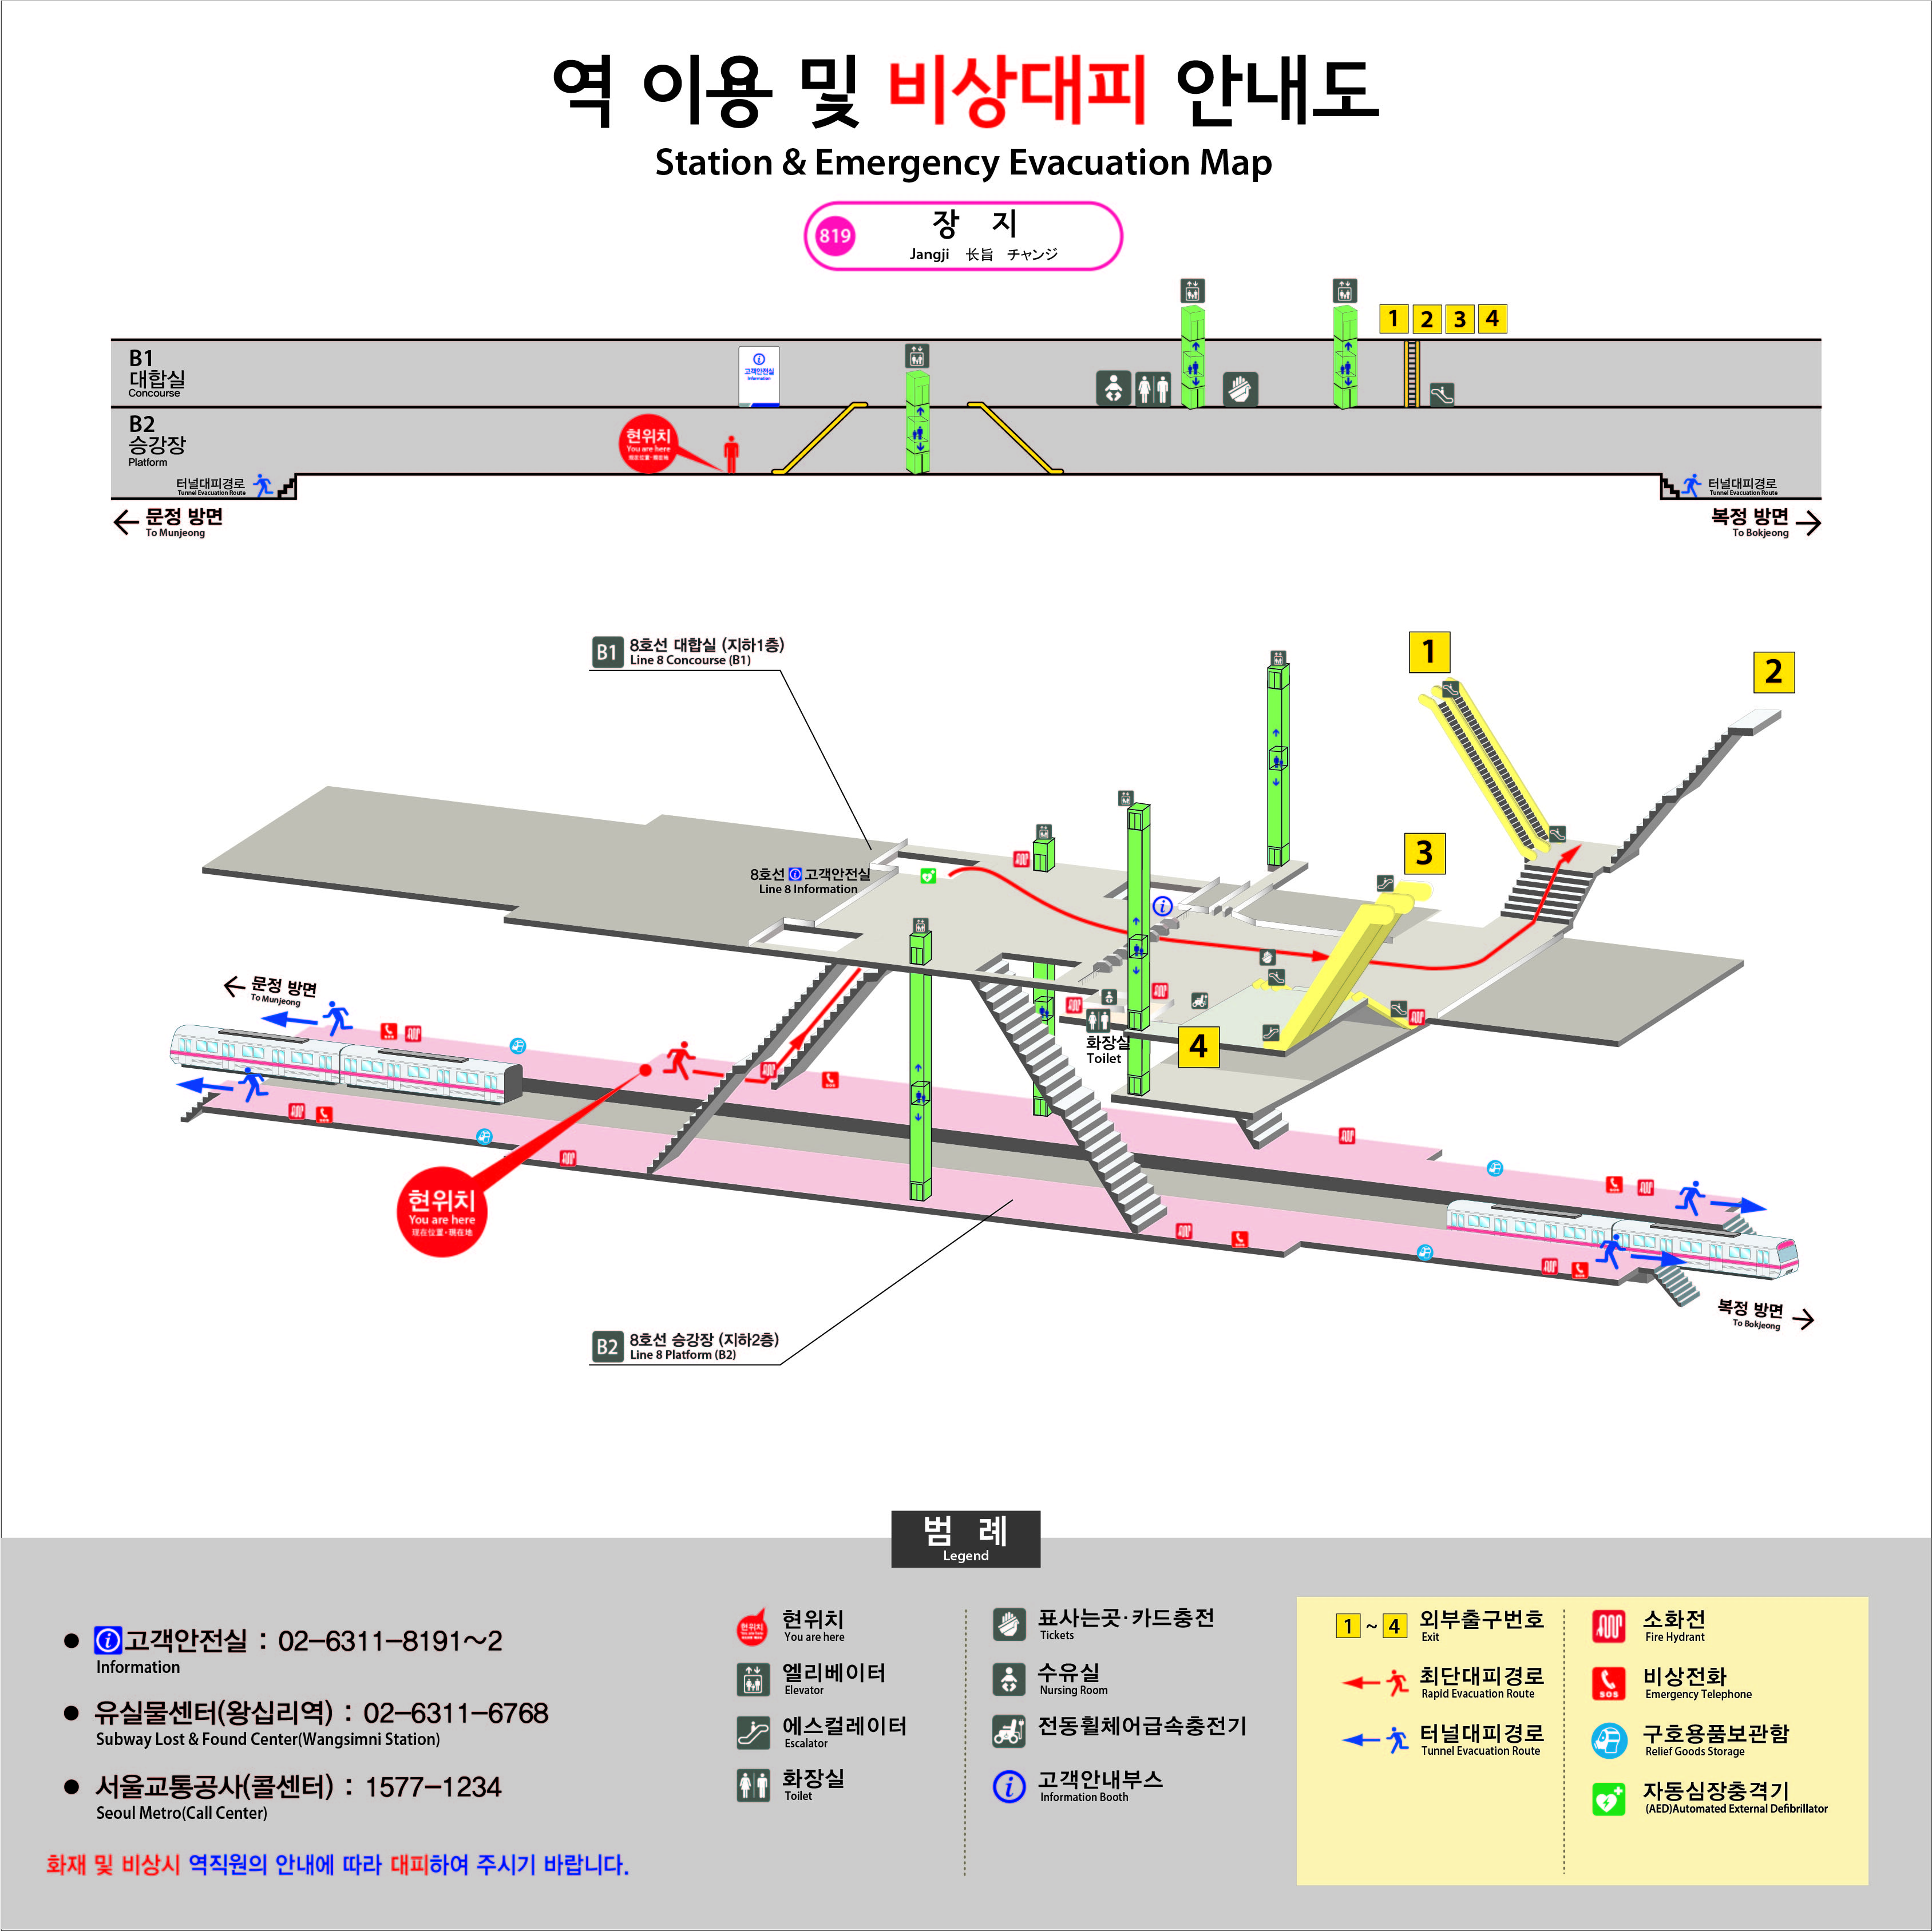 역 이용 및 비상대피 안내도
Station & Emergency Evacuation Map
819
장 지
Jangji 长旨 チャンジ
1 2 3 4
B1
대합실
Concourse
고객안전실
Information
B2
승강장
Platform
현위치
You are here
터널대피경로
Tunnel Evacuation Route
터널대피경로
Tunnel Evacuation Route
문정 방면
To Munjeong
복정 방면
To Bokjeong
B1 8호선 대합실 (지하1층)
Line 8 Concourse (B1)
1
2
3
8호선 고객안전실
Line 8 Information
문정 방면
To Munjeong
화장실
Toilet
4
현위치
You are here
現在位置·現在地
복정 방면
To Bokjeong
B2 8호선 승강장 (지하2층)
Line 8 Platform (B2)
범 례
Legend
● 고객안전실 : 02-6311-8191~2
Information
● 유실물센터(왕십리역) : 02-6311-6768
Subway Lost & Found Center(Wangsimni Station)
● 서울교통공사(콜센터) : 1577-1234
Seoul Metro(Call Center)
화재 및 비상시 역직원의 안내에 따라 대피하여 주시기 바랍니다.
현위치
You are here
엘리베이터
Elevator
에스컬레이터
Escalator
화장실
Toilet
표사는곳·카드충전
Tickets
수유실
Nursing Room
전동휠체어급속충전기
고객안내부스
Information Booth
1 ~ 4 외부출구번호
Exit
최단대피경로
Rapid Evacuation Route
터널대피경로
Tunnel Evacuation Route
소화전
Fire Hydrant
SOS 비상전화
Emergency Telephone
구호용품보관함
Relief Goods Storage
자동심장충격기
(AED)Automated External Defibrillator